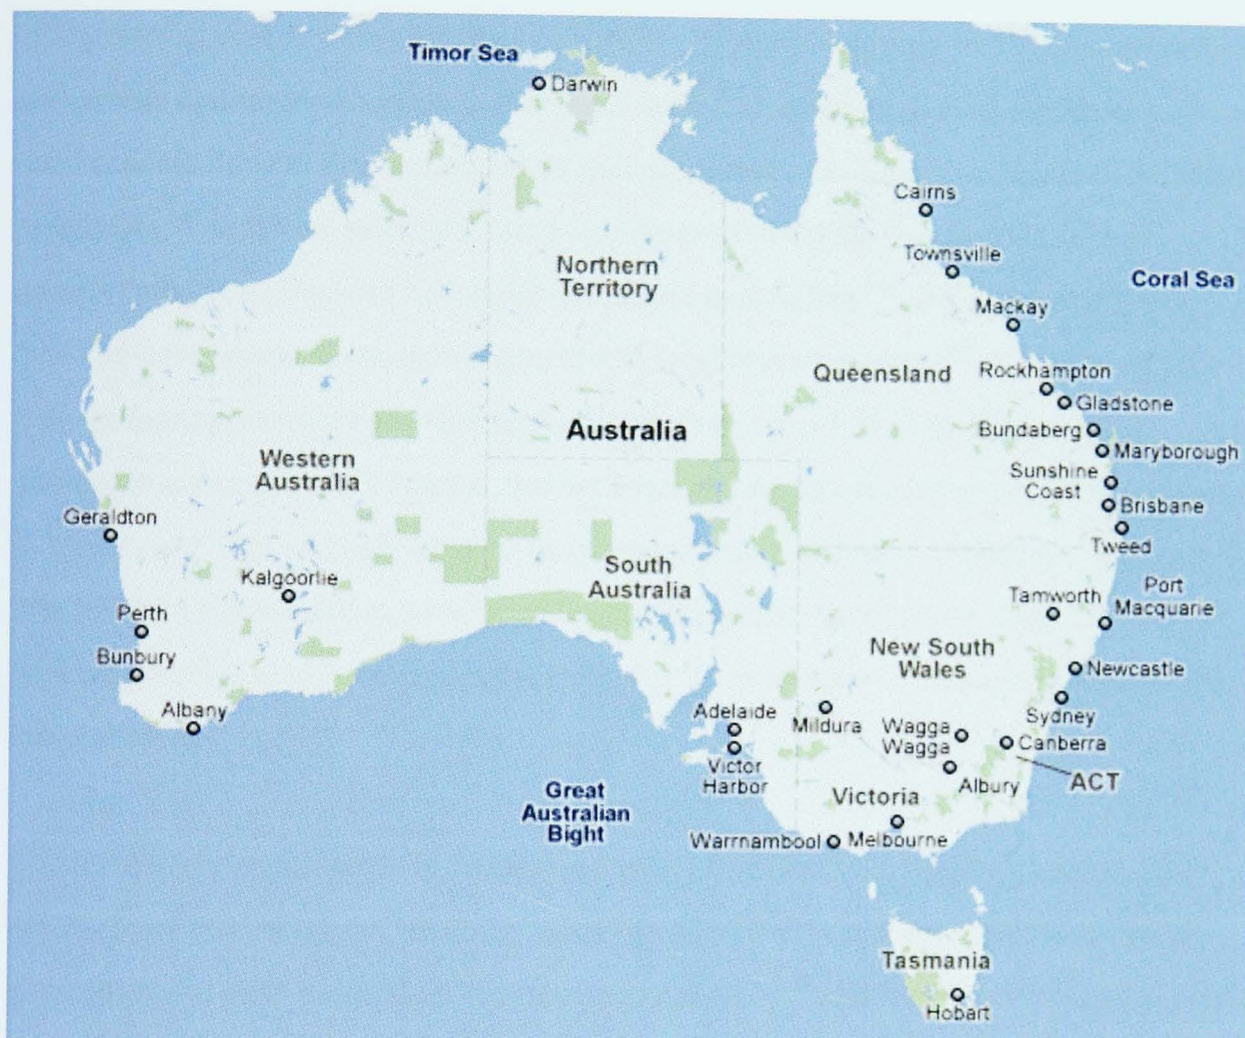 Timor Sea
Darwin
Cairns
Townsville
Northern
Territory
Coral Sea
Mackay
Queensland
Rockhampton
Gladstone
Australia
Bundaberg
Maryborough
Western
Australia
Sunshine
Coast
Brisbane
Geraldton
Tweed
Kalgoorlie
South
Australia
Tamworth
Port
Macquarie
Perth
Bunbury
New South
Wales
Newcastle
Albany
Adelaide
Mildura
Sydney
Wagga
Wagga
Canberra
Victor
Harbor
Albury
ACT
Great
Australian
Bight
Victoria
Warrnambool
Melbourne
Tasmania
Hobart